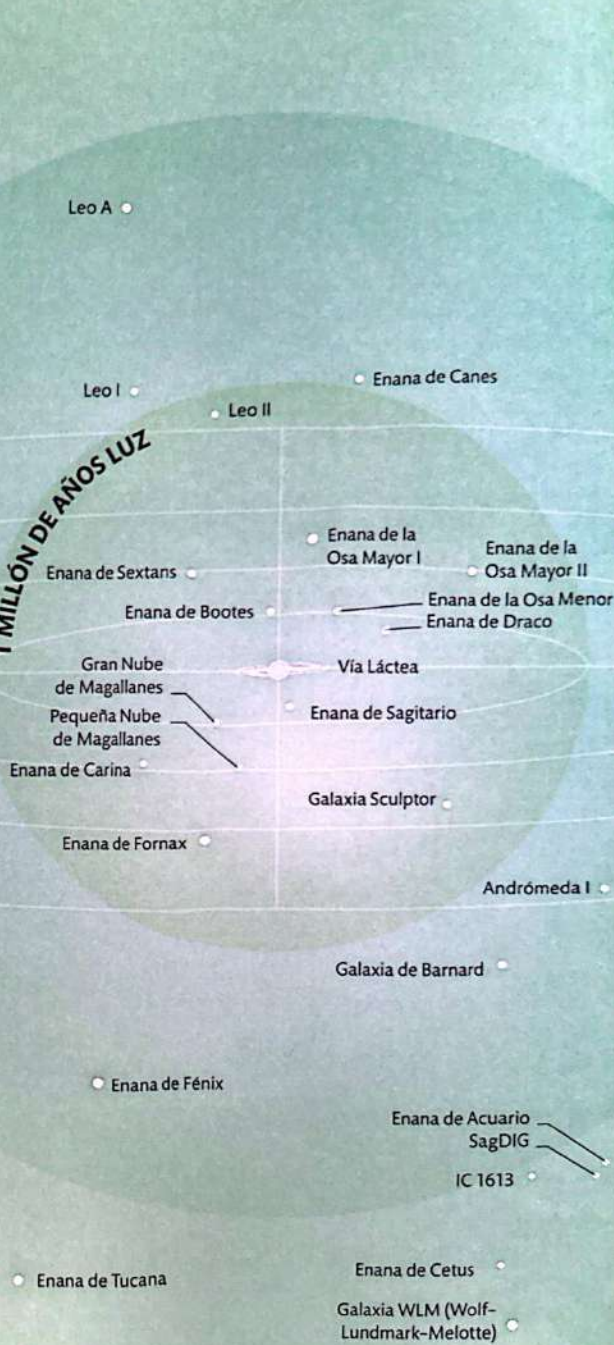 Leo A
Enana de Canes
Leo I
Leo II
1 MILLÓN DE AÑOS LUZ
Enana de la
Osa Mayor I
Enana de la
Osa Mayor II
Enana de Sextans
Enana de la Osa Menor
Enana de Bootes
Enana de Draco
Gran Nube
de Magallanes
Vía Láctea
Pequeña Nube
de Magallanes
Enana de Sagitario
Enana de Carina
Galaxia Sculptor
Enana de Fornax
Andrómeda I
Galaxia de Barnard
Enana de Fénix
Enana de Acuario
SagDIG
IC 1613
Enana de Tucana
Enana de Cetus
Galaxia WLM (Wolf-
Lundmark-Melotte)